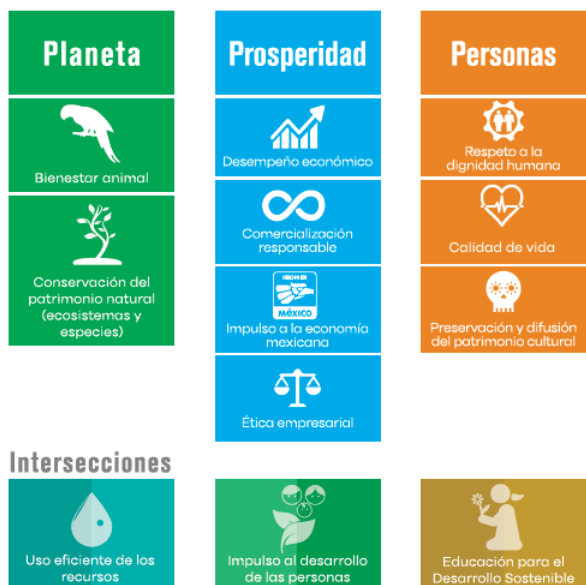 Planeta
Bienestar animal
Conservación del
patrimonio natural
(ecosistemas y
especies)
Prosperidad
Desempeño económico
Comercialización
responsable
HECHO EN
MÉXICO
Impulso a la economía
mexicana
Ética empresarial
Personas
Respeto a la
dignidad humana
Calidad de vida
Preservación y difusión
del patrimonio cultural
Intersecciones
Uso eficiente de los
recursos
Impulso al desarrollo
de las personas
Educación para el
Desarrollo Sostenible